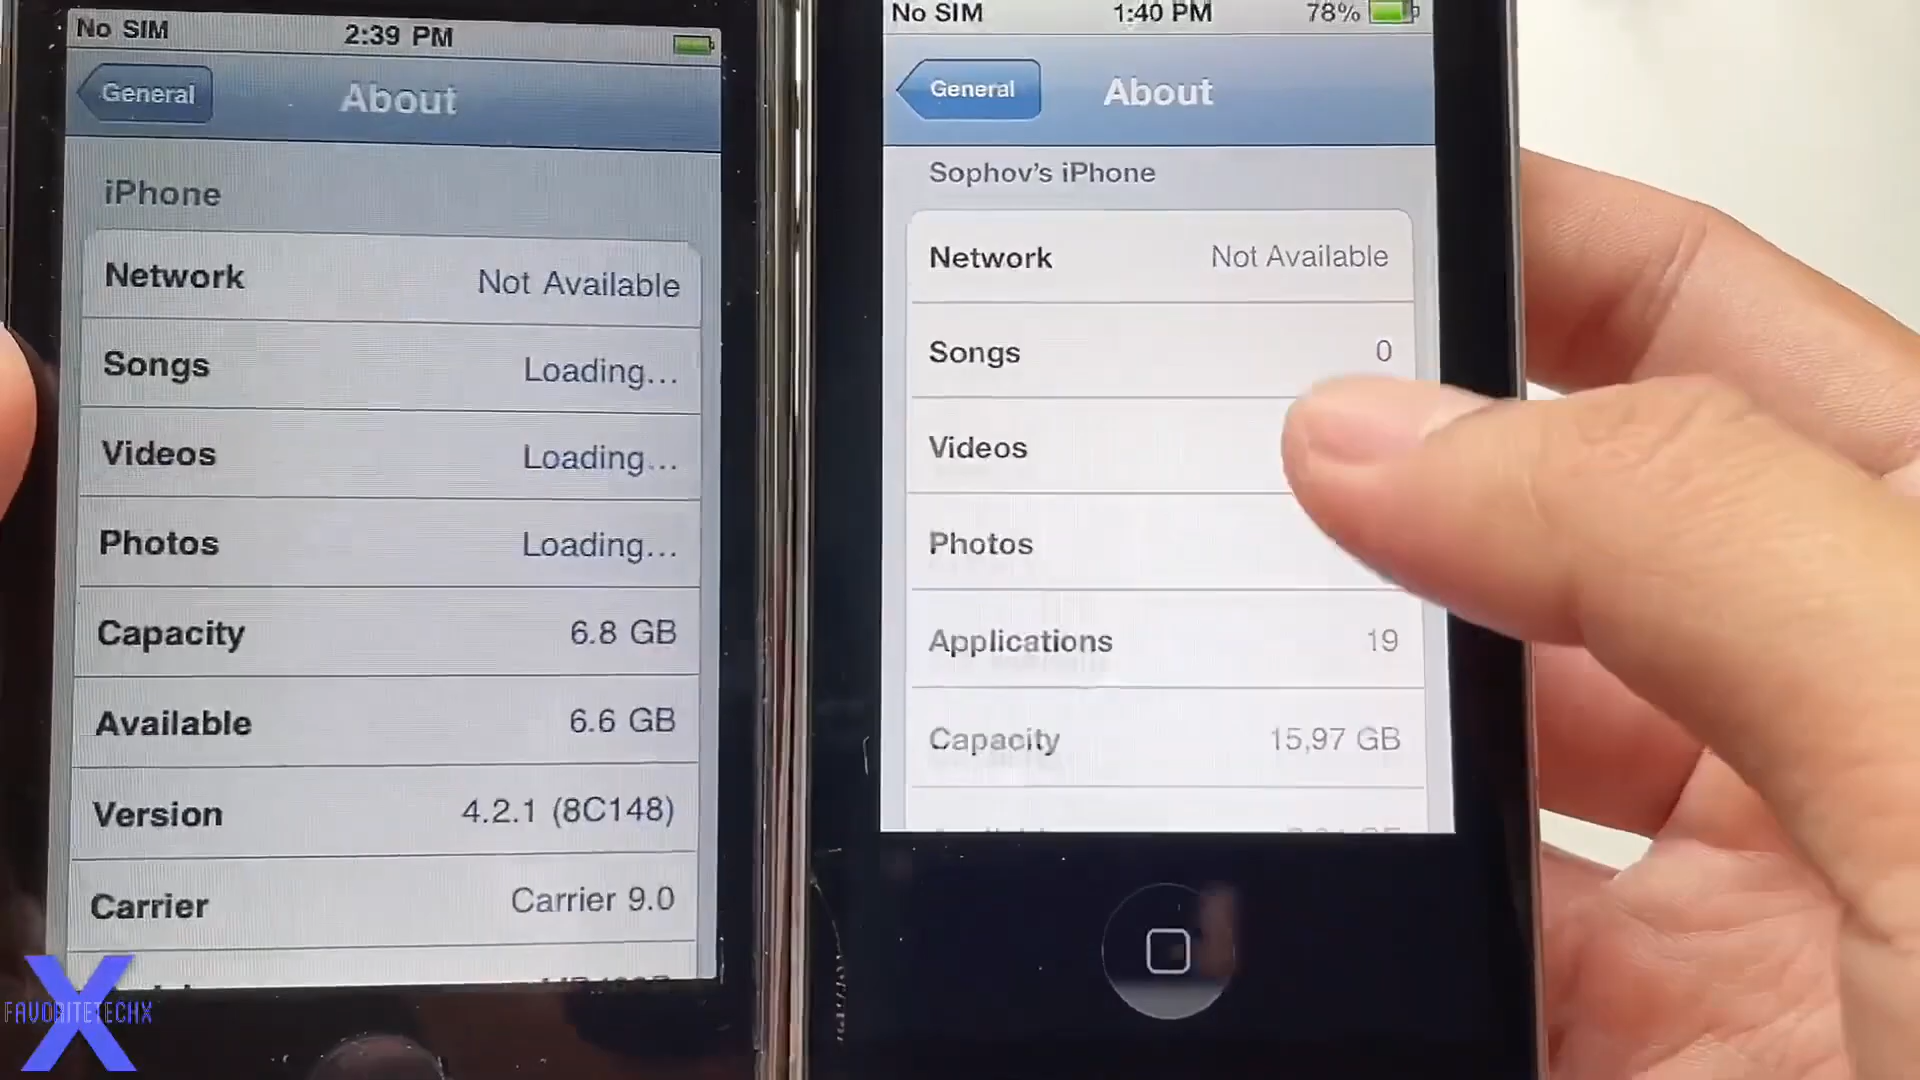 No SIM 2:39 PM
General About
iPhone
Network Not Available
Songs Loading...
Videos Loading...
Photos Loading...
Capacity 6.8 GB
Available 6.6 GB
Version 4.2.1 (8C148)
Carrier Carrier 9.0
No SIM 1:40 PM 78%
General About
Sophov's iPhone
Network Not Available
Songs 0
Videos
Photos
Applications 19
Capacity 15,97 GB
X
FAVORITETECHX